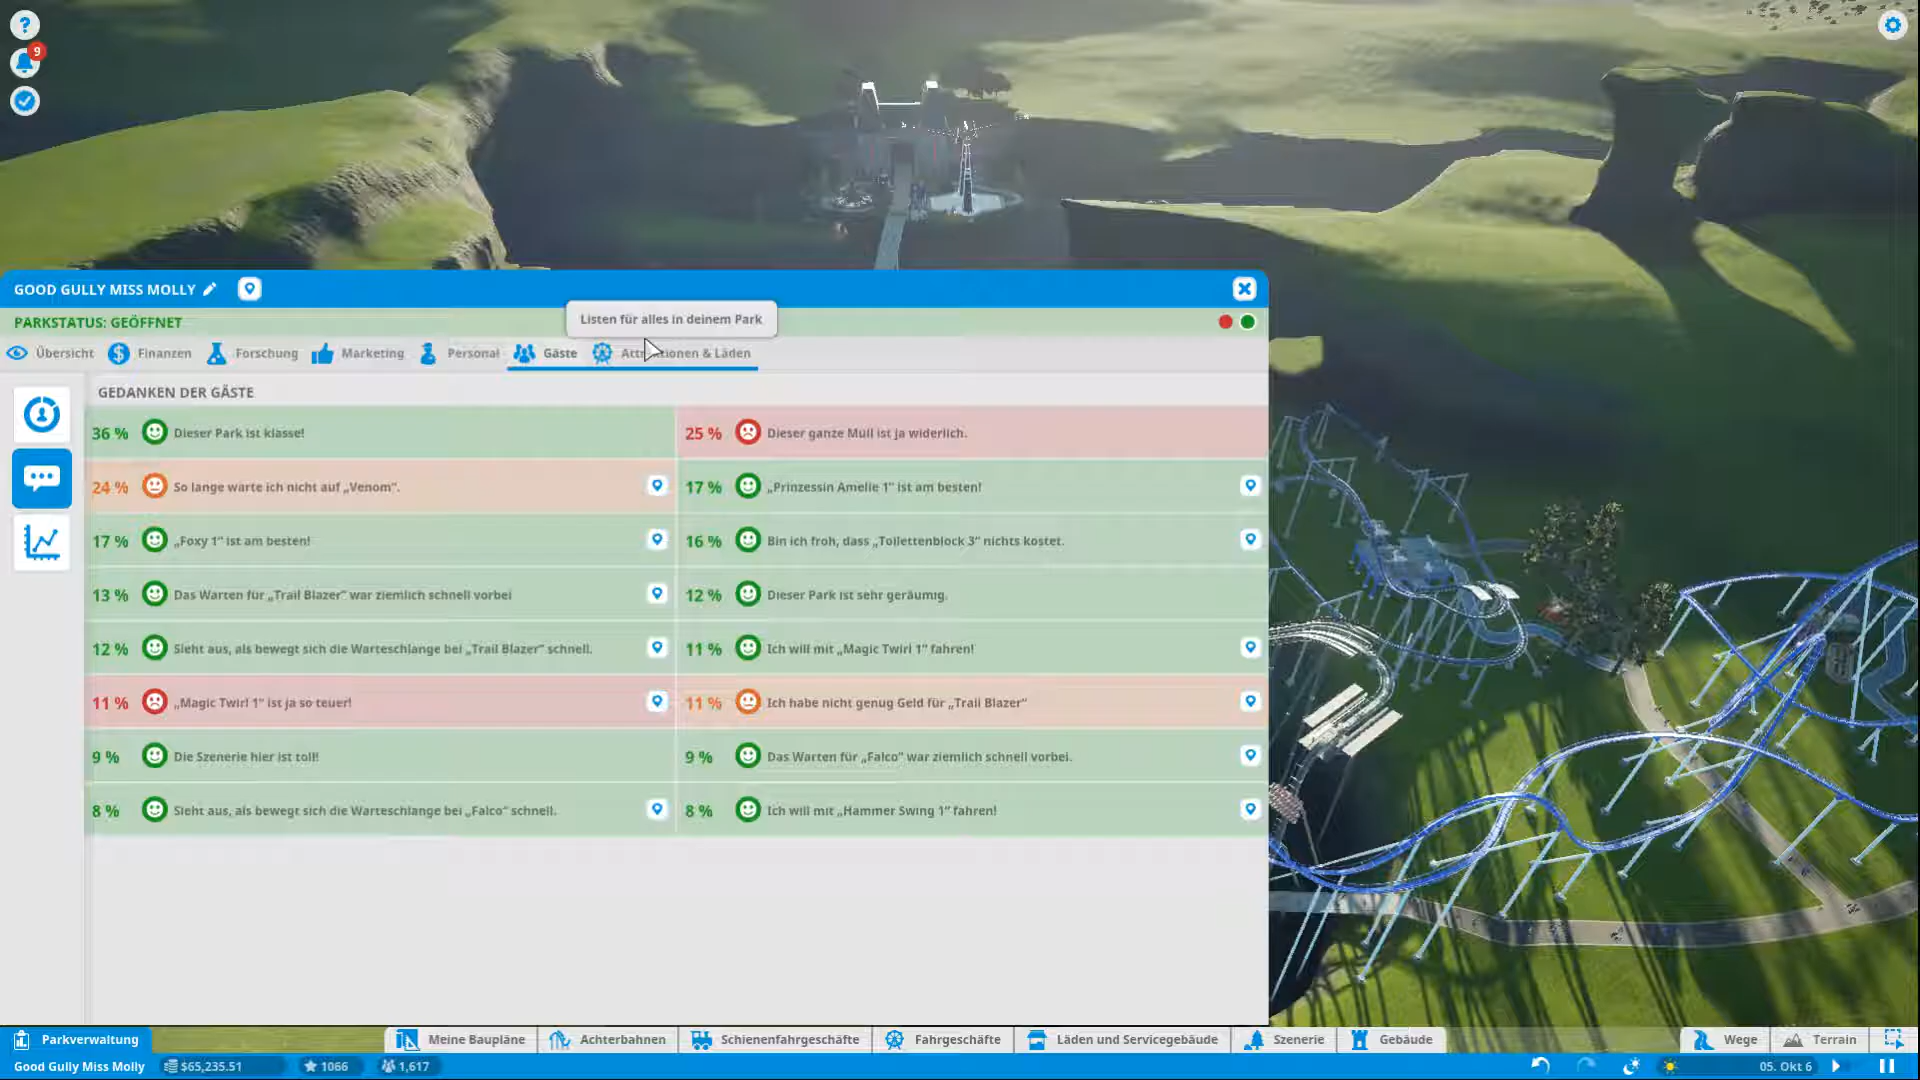 ?
9
GOOD GULLY MISS MOLLY
PARKSTATUS: GEÖFFNET
Listen für alles in deinem Park
Übersicht
Finanzen
Forschung
Marketing
Personal
Gäste
Attraktionen & Läden
GEDANKEN DER GÄSTE
36 % Dieser Park ist klasse!
25 % Dieser ganze Müll ist ja widerlich.
24 % So lange warte ich nicht auf „Venom“.
17 % „Prinzessin Amelie 1“ ist am besten!
17 % „Foxy 1“ ist am besten!
16 % Bin ich froh, dass „Toilettenblock 3“ nichts kostet.
13 % Das Warten für „Trail Blazer“ war ziemlich schnell vorbei
12 % Dieser Park ist sehr geräumig.
12 % Sieht aus, als bewegt sich die Warteschlange bei „Trail Blazer“ schnell.
11 % Ich will mit „Magic Twirl 1“ fahren!
11 % „Magic Twirl 1“ ist ja so teuer!
11 % Ich habe nicht genug Geld für „Trail Blazer“
9 % Die Szenerie hier ist toll!
9 % Das Warten für „Falco“ war ziemlich schnell vorbei.
8 % Sieht aus, als bewegt sich die Warteschlange bei „Falco“ schnell.
8 % Ich will mit „Hammer Swing 1“ fahren!
Parkverwaltung
Meine Baupläne
Achterbahnen
Schienenfahrgeschäfte
Fahrgeschäfte
Läden und Servicegebäude
Szenerie
Gebäude
Wege
Terrain
Good Gully Miss Molly
$65,235.51
1066
1,617
05. Okt 6